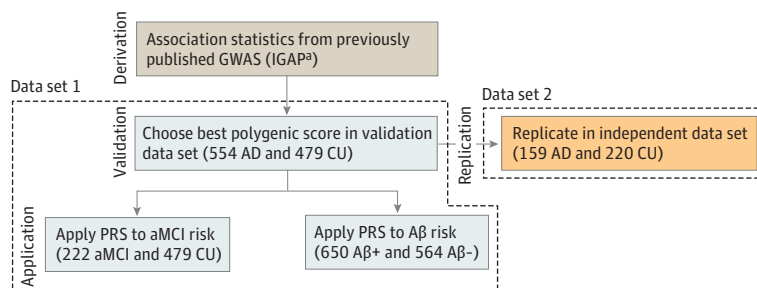 Derivation
Association statistics from previously
published GWAS (IGAPᵃ)
Data set 1
Validation
Choose best polygenic score in validation
data set (554 AD and 479 CU)
Replication
Data set 2
Replicate in independent data set
(159 AD and 220 CU)
Application
Apply PRS to aMCI risk
(222 aMCI and 479 CU)
Apply PRS to Aβ risk
(650 Aβ+ and 564 Aβ-)